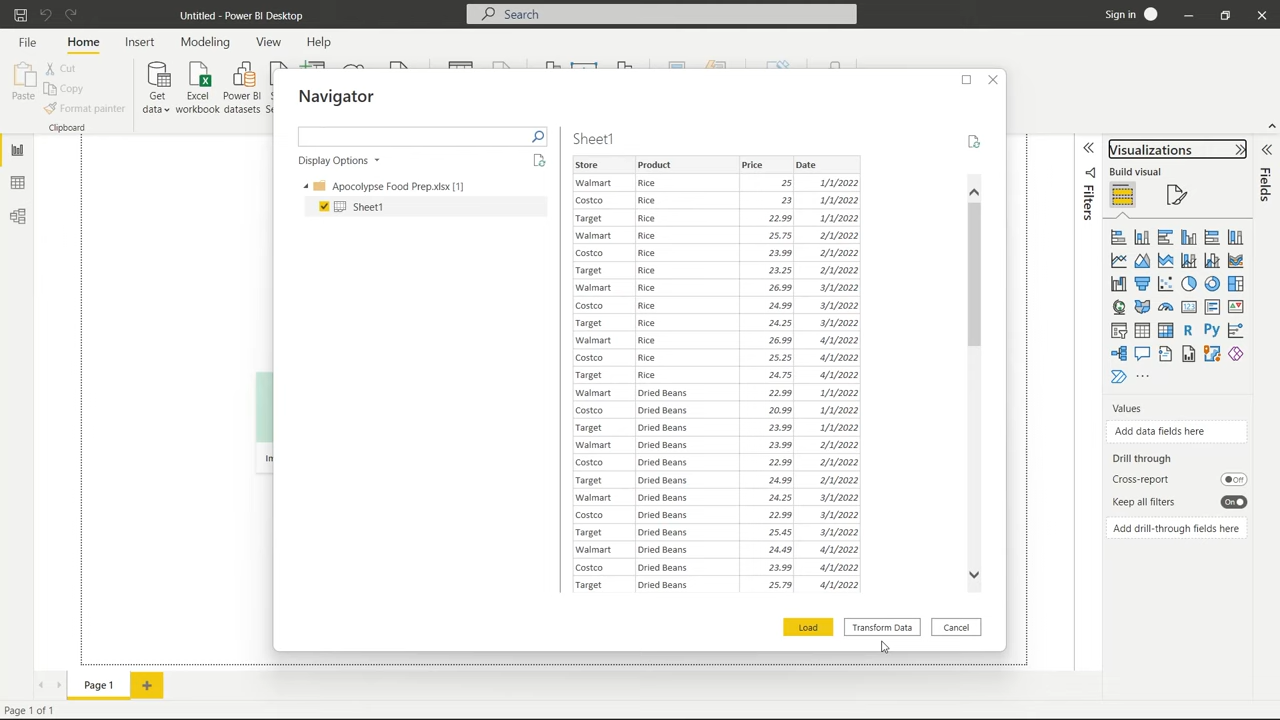 Untitled - Power BI Desktop
Search
Sign in
File Home Insert Modeling View Help
Paste
Cut
Copy
Format painter
Clipboard
Get data
Excel workbook
Power BI datasets
Navigator
Display Options
Apocolypse Food Prep.xlsx [1]
Sheet1
Sheet1
Store Product Price Date
Walmart Rice 25 1/1/2022
Costco Rice 23 1/1/2022
Target Rice 22.99 1/1/2022
Walmart Rice 25.75 2/1/2022
Costco Rice 23.99 2/1/2022
Target Rice 23.25 2/1/2022
Walmart Rice 26.99 3/1/2022
Costco Rice 24.99 3/1/2022
Target Rice 24.25 3/1/2022
Walmart Rice 26.99 4/1/2022
Costco Rice 25.25 4/1/2022
Target Rice 24.75 4/1/2022
Walmart Dried Beans 22.99 1/1/2022
Costco Dried Beans 20.99 1/1/2022
Target Dried Beans 23.99 1/1/2022
Walmart Dried Beans 23.99 2/1/2022
Costco Dried Beans 22.99 2/1/2022
Target Dried Beans 24.99 2/1/2022
Walmart Dried Beans 24.25 3/1/2022
Costco Dried Beans 22.99 3/1/2022
Target Dried Beans 25.45 3/1/2022
Walmart Dried Beans 24.49 4/1/2022
Costco Dried Beans 23.99 4/1/2022
Target Dried Beans 25.79 4/1/2022
Load Transform Data Cancel
Filters
Visualizations
Build visual
123
R
Py
Values
Add data fields here
Drill through
Cross-report
Off
Keep all filters
On
Add drill-through fields here
Fields
Page 1
Page 1 of 1